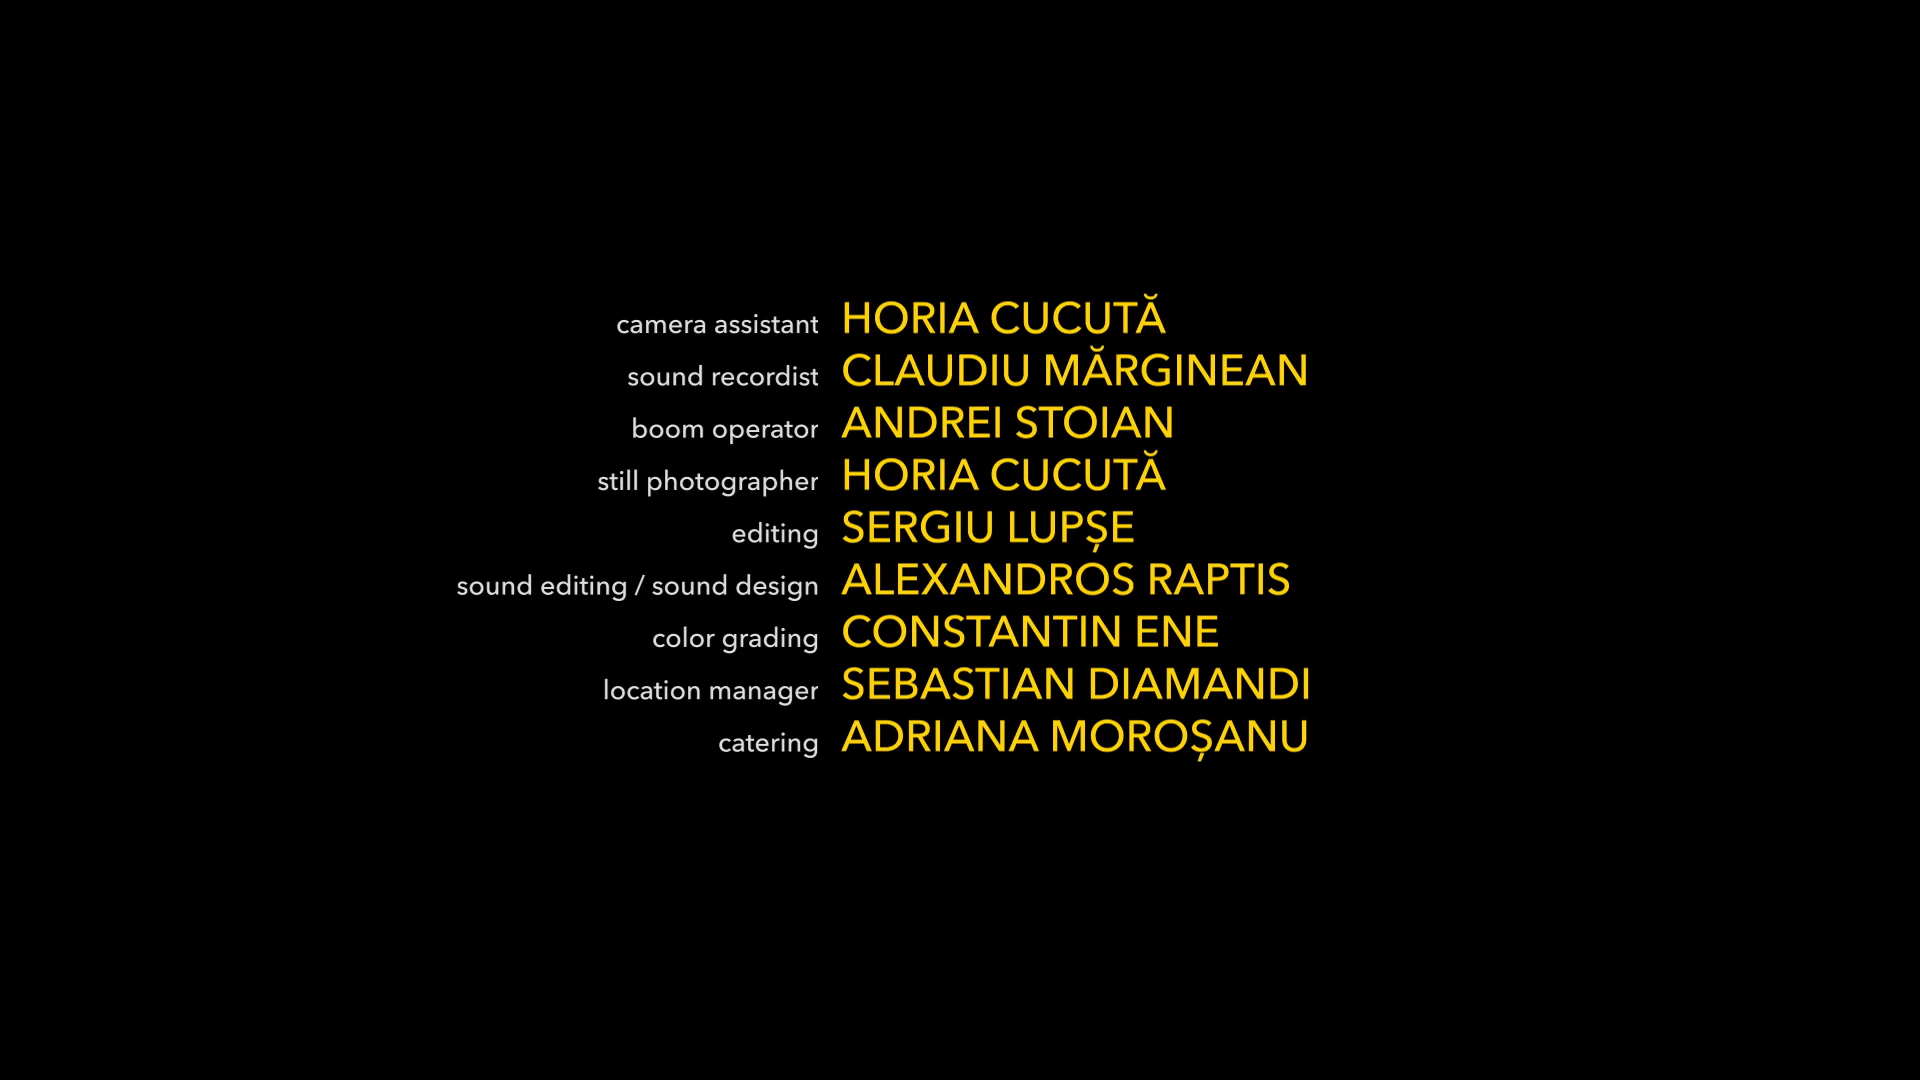 camera assistant HORIA CUCUTĂ
sound recordist CLAUDIU MĂRGINEAN
boom operator ANDREI STOIAN
still photographer HORIA CUCUTĂ
editing SERGIU LUPȘE
sound editing / sound design ALEXANDROS RAPTIS
color grading CONSTANTIN ENE
location manager SEBASTIAN DIAMANDI
catering ADRIANA MOROȘANU